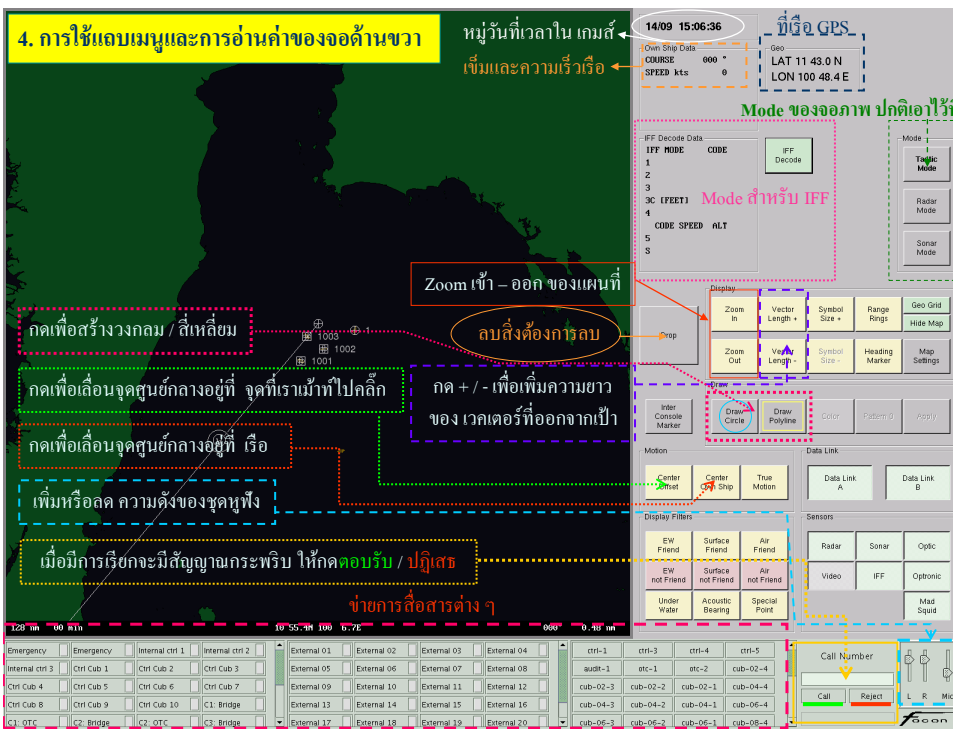 4. การใช้แถบเมนูและการอ่านค่าของจอด้านขวา
หมู่วันที่เวลาใน เกมส์
14/09 15:06:36
ที่เรือ GPS
เข็มและความเร็วเรือ
Own Ship Data
COURSE 000 °
SPEED kts 0
Geo
LAT 11 43.0 N
LON 100 48.4 E
Mode ของจอภาพ ปกติเอาไว้ที่
IFF Decode Data
IFF MODE CODE
1
2
3
3C [FEET]
4
CODE SPEED ALT
5
S
IFF
Decode
Mode สำหรับ IFF
Mode
Tactic
Mode
Radar
Mode
Sonar
Mode
Zoom เข้า – ออก ของแผนที่
ลบสิ่งต้องการลบ
Drop
Display
Zoom
In
Vector
Length +
Symbol
Size +
Range
Rings
Geo Grid
Hide Map
Zoom
Out
Vector
Length -
Symbol
Size -
Heading
Marker
Map
Settings
กดเพื่อสร้างวงกลม / สี่เหลี่ยม
1003
1
1002
1001
กดเพื่อเลื่อนจุดศูนย์กลางอยู่ที่ จุดที่เราเม้าท์ไปคลิ๊ก
กด + / - เพื่อเพิ่มความยาว
ของ เวคเตอร์ที่ออกจากเป้า
กดเพื่อเลื่อนจุดศูนย์กลางอยู่ที่ เรือ
เพิ่มหรือลด ความดังของชุดหูฟัง
เมื่อมีการเรียกจะมีสัญญาณกระพริบ ให้กดตอบรับ / ปฏิเสธ
ข่ายการสื่อสารต่าง ๆ
Draw
Inter
Console
Marker
Draw
Circle
Draw
Polyline
Color
Pattern 0
Apply
Motion
Center
Offset
Center
Own Ship
True
Motion
Data Link
Data Link
A
Data Link
B
Display Filters
EW
Friend
Surface
Friend
Air
Friend
EW
not Friend
Surface
not Friend
Air
not Friend
Under
Water
Acoustic
Bearing
Special
Point
Sensors
Radar
Sonar
Optic
Video
IFF
Optronic
Mad
Squid
128 nm 00 min
10 55.4N 100 6.7E
000° 0.48 nm
Emergency Emergency Internal ctrl 1 Internal ctrl 2
Internal ctrl 3 Ctrl Cub 1 Ctrl Cub 2 Ctrl Cub 3
Ctrl Cub 4 Ctrl Cub 5 Ctrl Cub 6 Ctrl Cub 7
Ctrl Cub 8 Ctrl Cub 9 Ctrl Cub 10 C1: Bridge
C1: OTC C2: Bridge C2: OTC C3: Bridge
External 01 External 02 External 03 External 04
External 05 External 06 External 07 External 08
External 09 External 10 External 11 External 12
External 13 External 14 External 15 External 16
External 17 External 18 External 19 External 20
ctrl-1 ctrl-3 ctrl-4 ctrl-5
audit-1 otc-1 otc-2 cub-02-4
cub-02-3 cub-02-2 cub-02-1 cub-04-4
cub-04-3 cub-04-2 cub-04-1 cub-06-4
cub-06-3 cub-06-2 cub-06-1 cub-08-4
Call Number
Call
Reject
L R Mic
focon